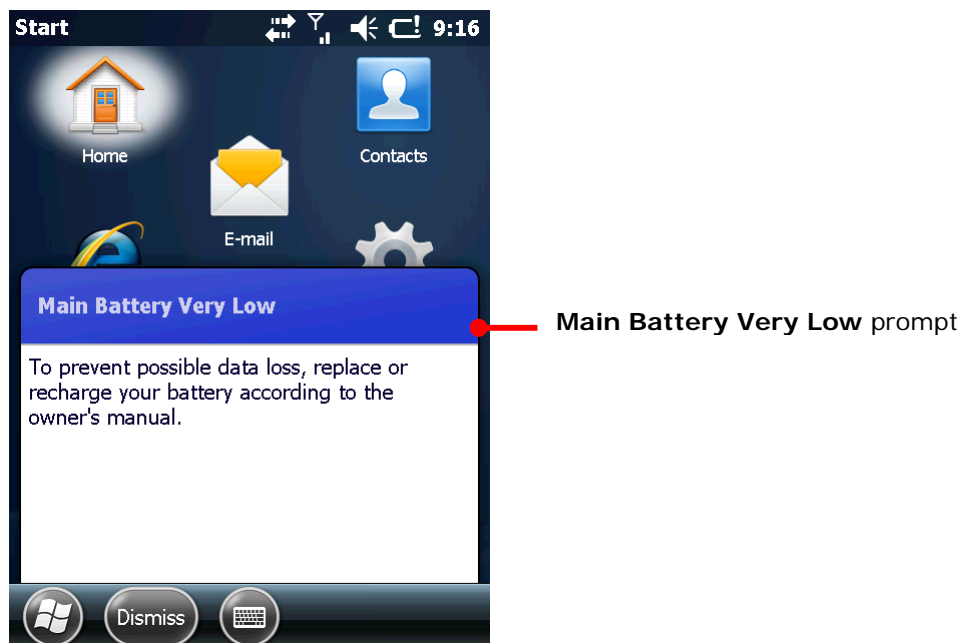 Start 9:16
Home
Contacts
E-mail
Main Battery Very Low
Main Battery Very Low prompt
To prevent possible data loss, replace or
recharge your battery according to the
owner's manual.
Dismiss